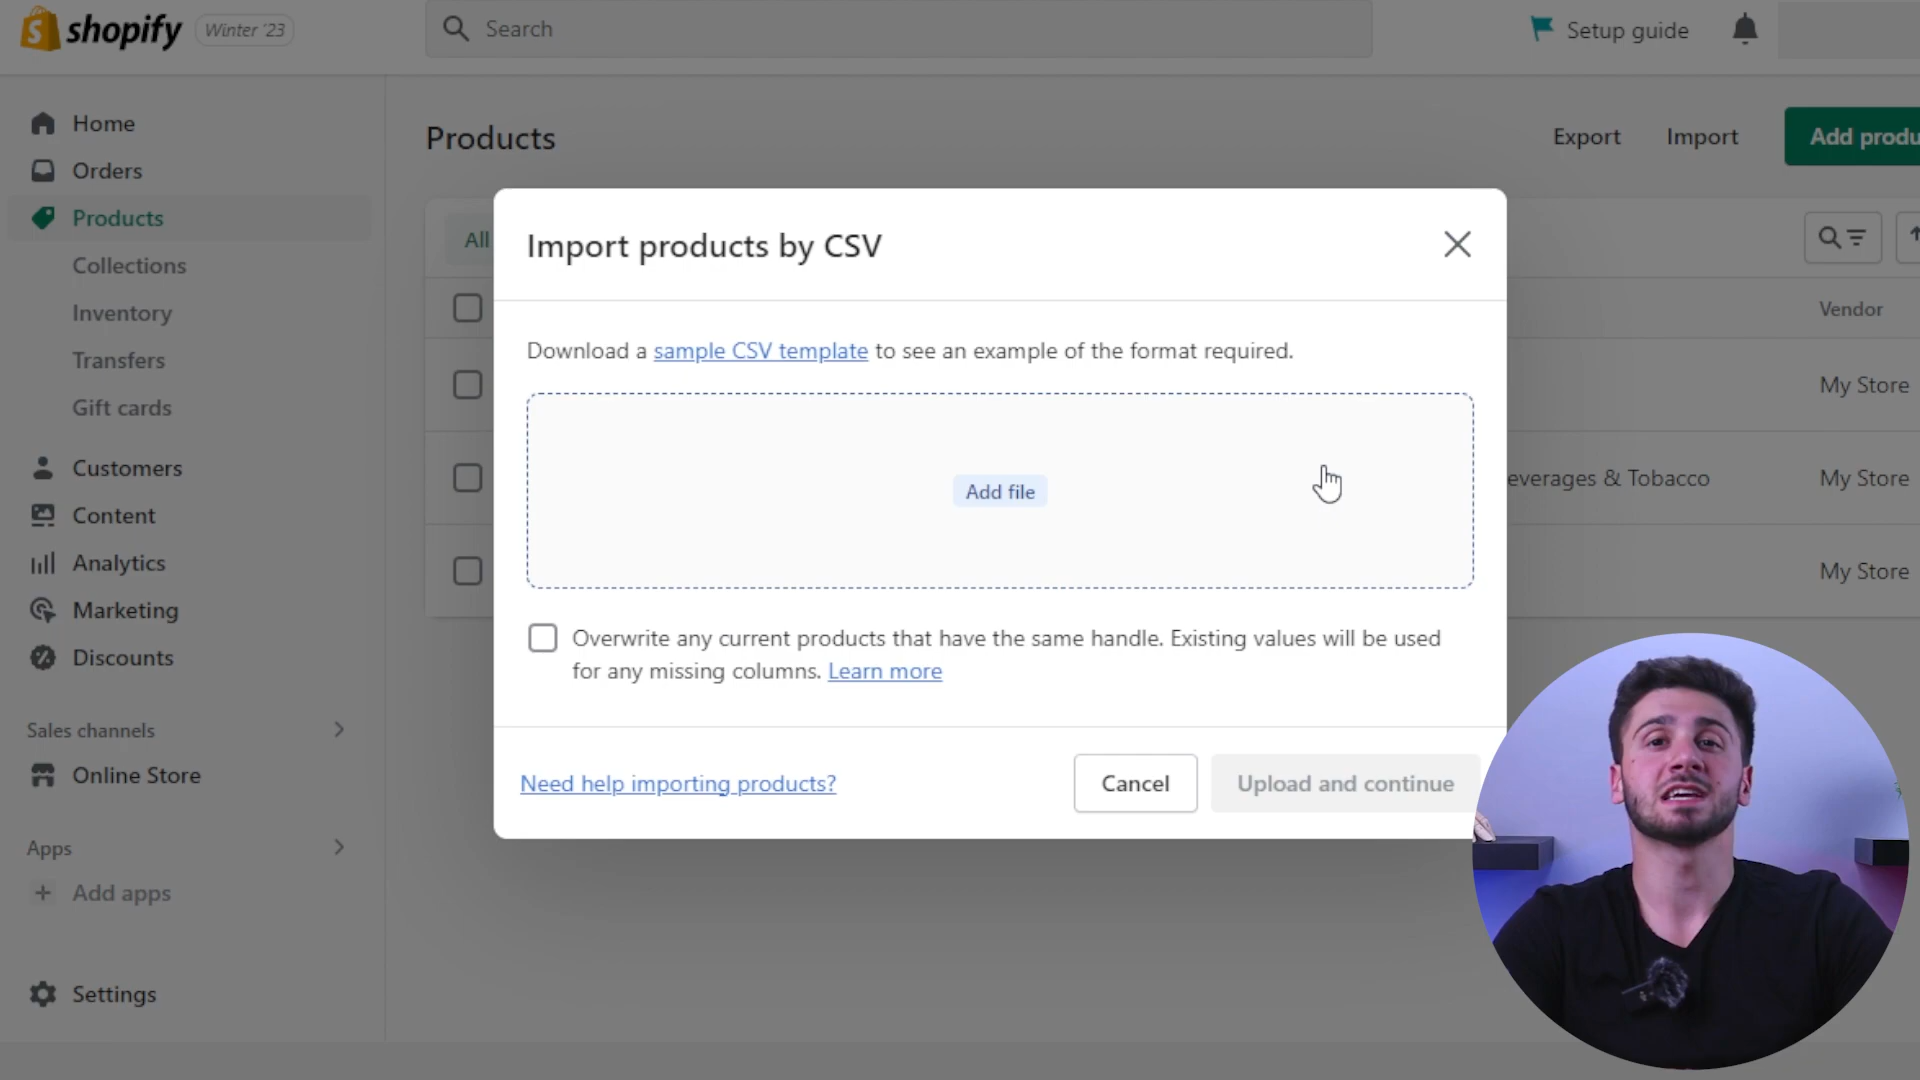 shopify
Winter '23
Search
Setup guide
Home
Orders
Products
Collections
Inventory
Transfers
Gift cards
Customers
Content
Analytics
Marketing
Discounts
Sales channels
Online Store
Apps
Add apps
Settings
Products
Export
Import
Add produ
All
Vendor
My Store
everages & Tobacco
My Store
My Store
Import products by CSV
Download a sample CSV template to see an example of the format required.
Add file
Overwrite any current products that have the same handle. Existing values will be used
for any missing columns. Learn more
Need help importing products?
Cancel
Upload and continue